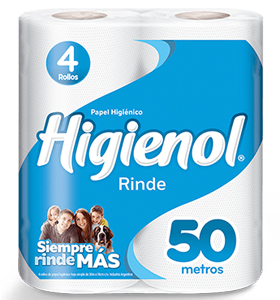 4
Rollos
Papel Higiénico
Higienol®
Rinde
Siempre
rinde MÁS
50
metros